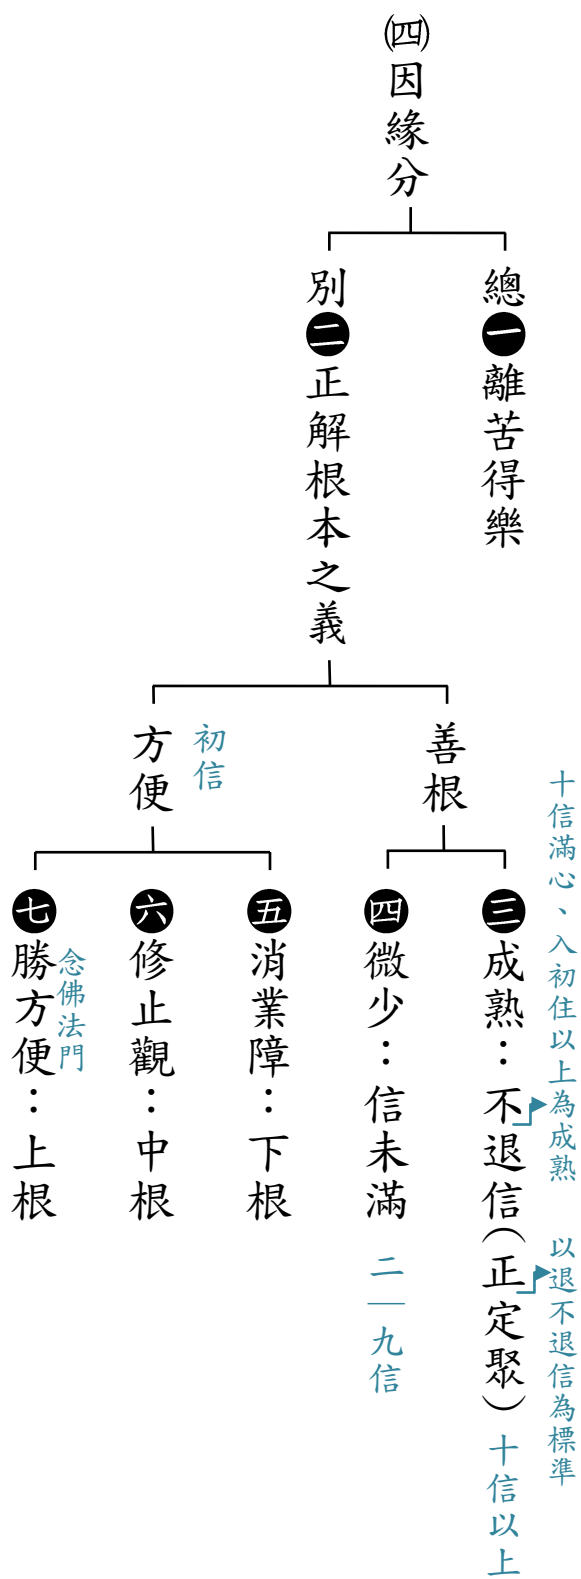 ㈣因緣分
總❶離苦得樂
別❷正解根本之義
善根
初信
方便
十信滿心、入初住以上為成熟
以退不退信為標準
三成熟：不退信（正定聚）
十信以上
四微少：信未滿
二—九信
五消業障：下根
六修止觀：中根
念佛法門
七勝方便：上根